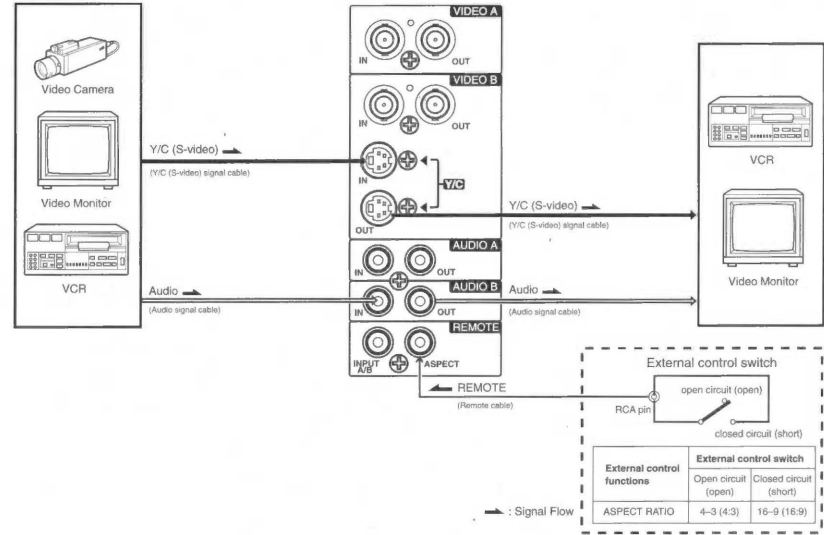 Video Camera
Video Monitor
VCR
Y/C (S-video)
(Y/C (S-video) signal cable)
Audio
(Audio signal cable)
VIDEO A
IN
OUT
VIDEO B
IN
OUT
IN
Y/C
OUT
AUDIO A
IN
OUT
AUDIO B
IN
OUT
REMOTE
INPUT A/B
ASPECT
Y/C (S-video)
(Y/C (S-video) signal cable)
Audio
(Audio signal cable)
VCR
Video Monitor
REMOTE
(Remote cable)
External control switch
open circuit (open)
RCA pin
closed circuit (short)
External control functions
External control switch
Open circuit (open)
Closed circuit (short)
ASPECT RATIO
4–3 (4:3)
16–9 (16:9)
: Signal Flow